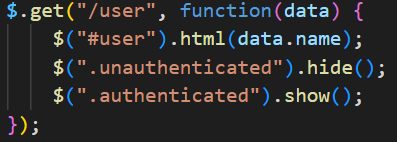 $.get("/user", function(data) {
    $("#user").html(data.name);
    $(".unauthenticated").hide();
    $(".authenticated").show();
});